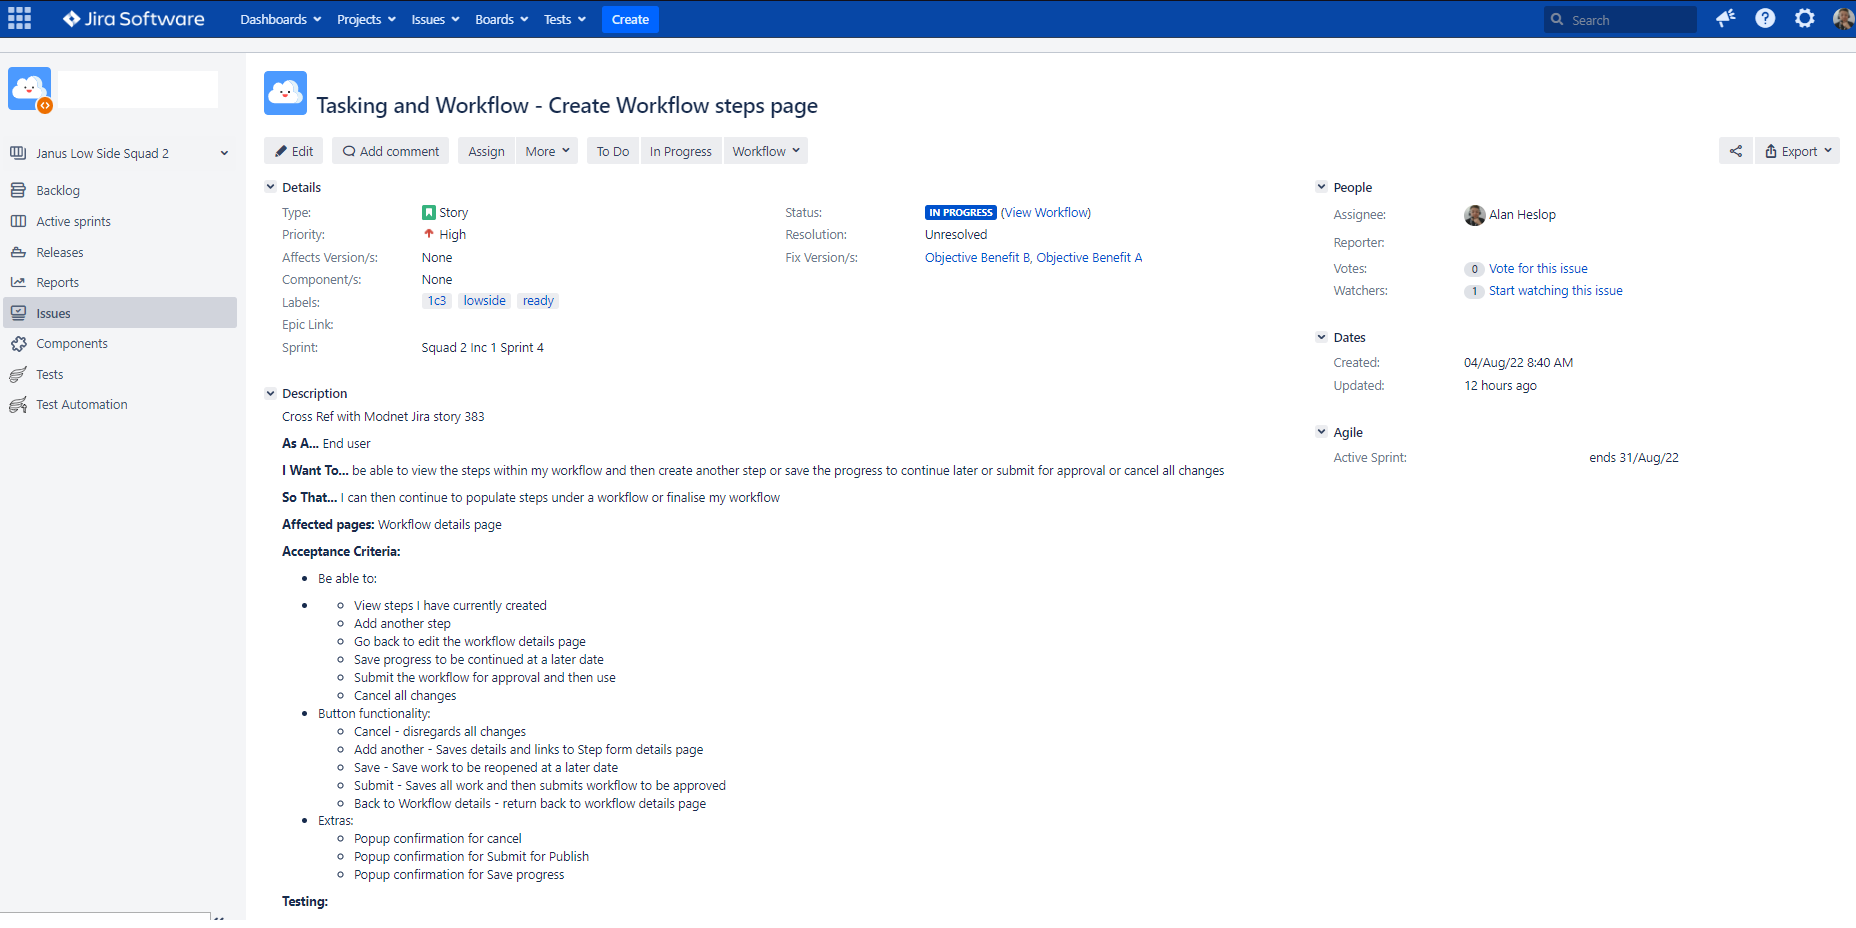 Jira Software Dashboards Projects Issues Boards Tests Create Search
Tasking and Workflow - Create Workflow steps page
Janus Low Side Squad 2
Backlog
Active sprints
Releases
Reports
Issues
Components
Tests
Test Automation
Edit Add comment Assign More To Do In Progress Workflow Export
Details
Type: Story
Priority: High
Affects Version/s: None
Component/s: None
Labels: 1c3 lowside ready
Epic Link:
Sprint: Squad 2 Inc 1 Sprint 4
Status: IN PROGRESS (View Workflow)
Resolution: Unresolved
Fix Version/s: Objective Benefit B, Objective Benefit A
Description
Cross Ref with Modnet Jira story 383
As A... End user
I Want To... be able to view the steps within my workflow and then create another step or save the progress to continue later or submit for approval or cancel all changes
So That... I can then continue to populate steps under a workflow or finalise my workflow
Affected pages: Workflow details page
Acceptance Criteria:
Be able to:
View steps I have currently created
Add another step
Go back to edit the workflow details page
Save progress to be continued at a later date
Submit the workflow for approval and then use
Cancel all changes
Button functionality:
Cancel - disregards all changes
Add another - Saves details and links to Step form details page
Save - Save work to be reopened at a later date
Submit - Saves all work and then submits workflow to be approved
Back to Workflow details - return back to workflow details page
Extras:
Popup confirmation for cancel
Popup confirmation for Submit for Publish
Popup confirmation for Save progress
Testing:
People
Assignee: Alan Heslop
Reporter:
Votes: 0 Vote for this issue
Watchers: 1 Start watching this issue
Dates
Created: 04/Aug/22 8:40 AM
Updated: 12 hours ago
Agile
Active Sprint: ends 31/Aug/22